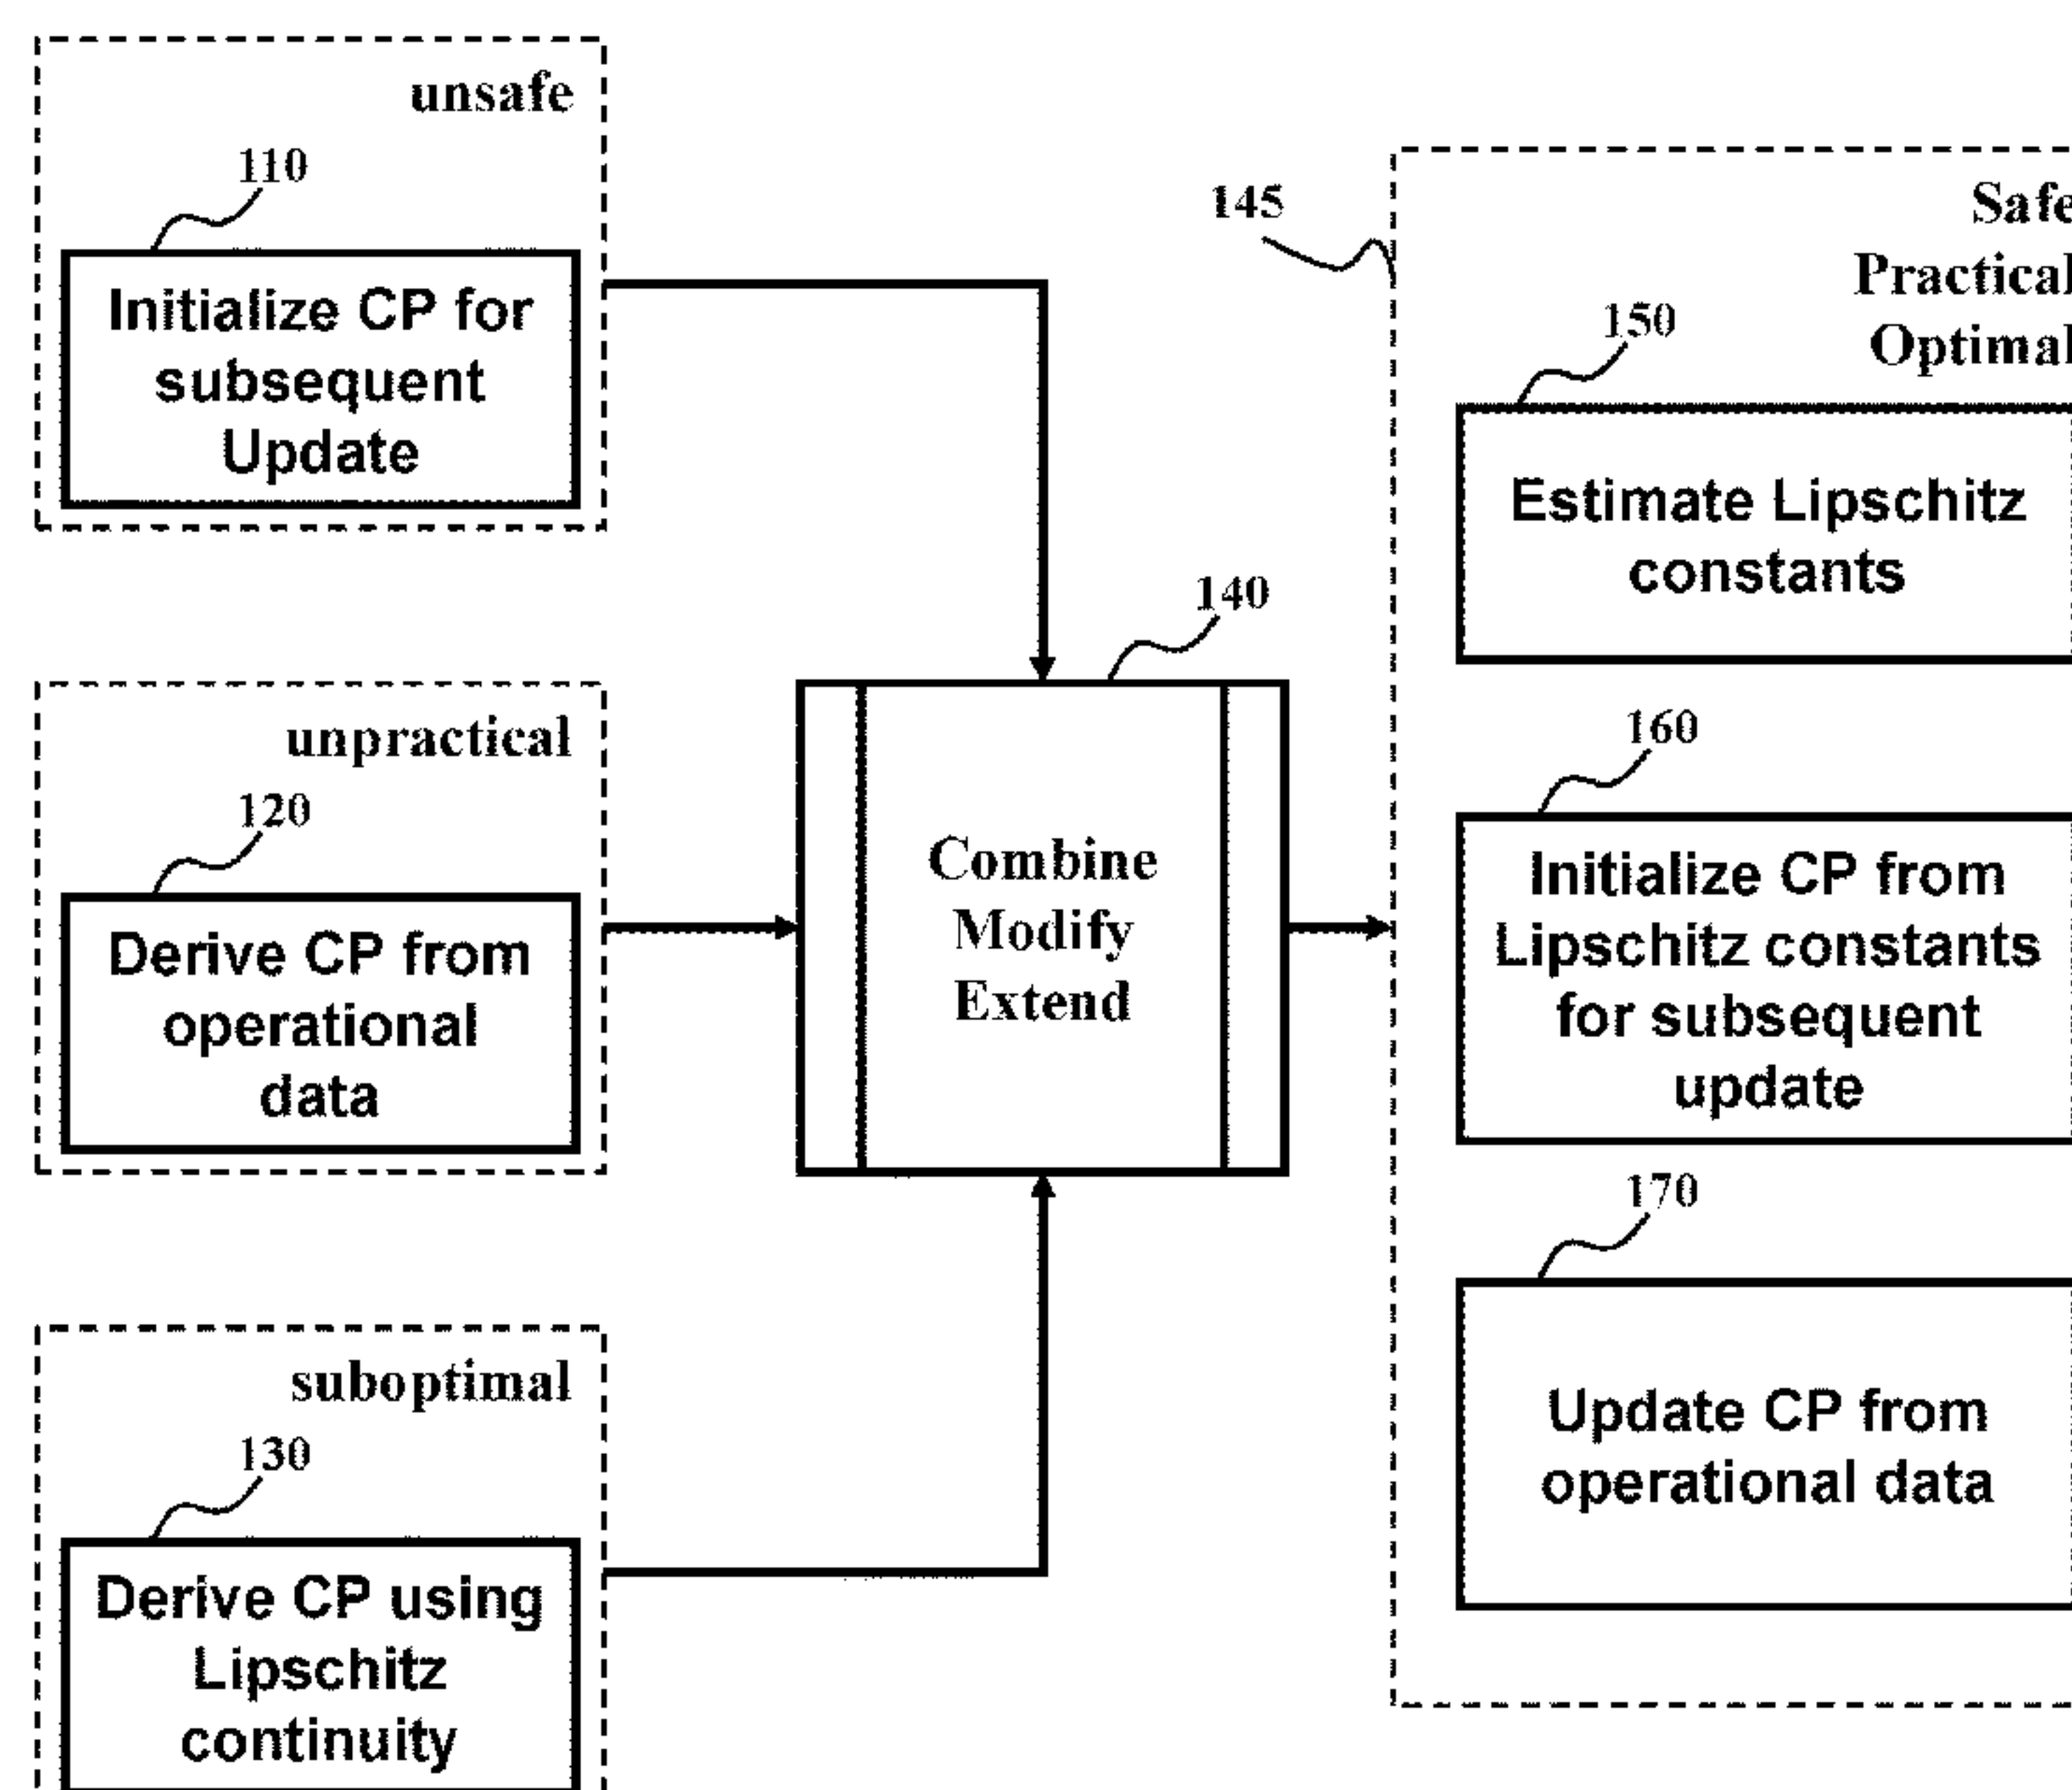 unsafe
110
Initialize CP for
subsequent
Update
unpractical
120
Derive CP from
operational
data
suboptimal
130
Derive CP using
Lipschitz
continuity
140
Combine
Modify
Extend
145
Safe
Practical
Optimal
150
Estimate Lipschitz
constants
160
Initialize CP from
Lipschitz constants
for subsequent
update
170
Update CP from
operational data